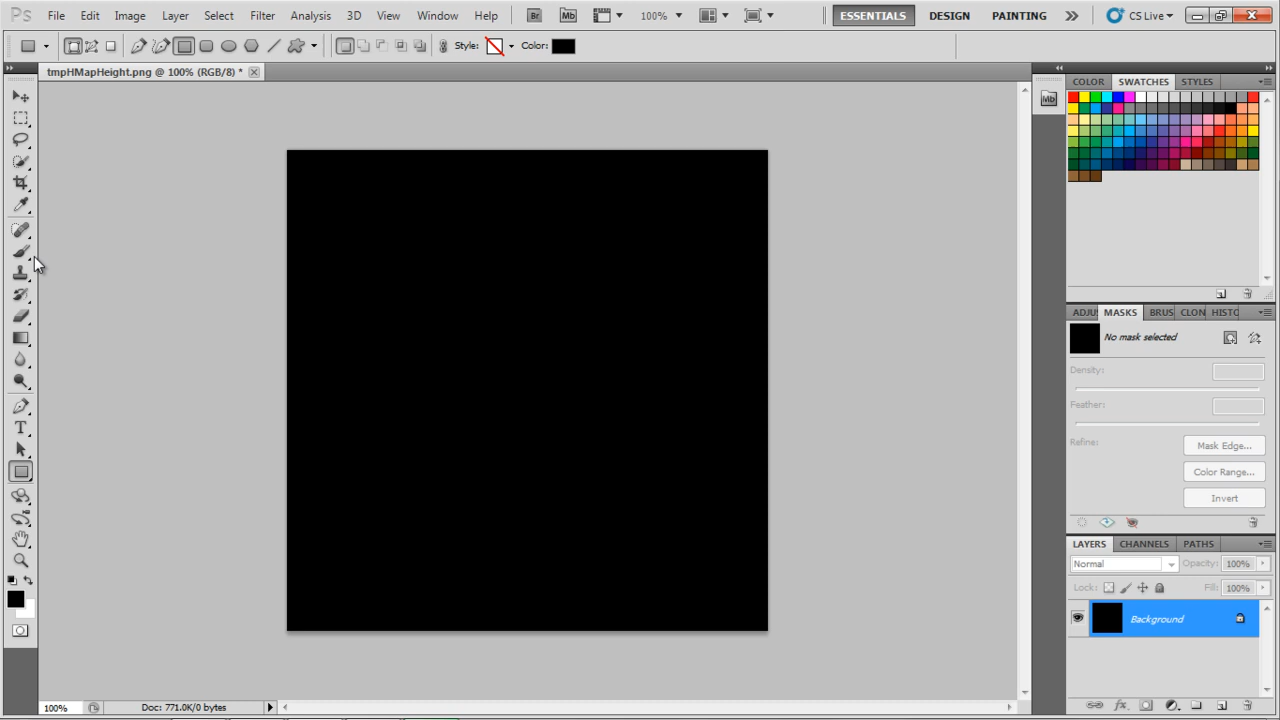 Ps File Edit Image Layer Select Filter Analysis 3D View Window Help Br Mb 100% ESSENTIALS DESIGN PAINTING CS Live
Style: Color:
tmpHMapHeight.png @ 100% (RGB/8) *
Mb
COLOR SWATCHES STYLES
ADJU MASKS BRUS CLON HISTO
No mask selected
Density:
Feather:
Refine:
Mask Edge...
Color Range...
Invert
T
LAYERS CHANNELS PATHS
Normal Opacity: 100%
Lock: Fill: 100%
fx
Background
100% Doc: 771.0K/0 bytes